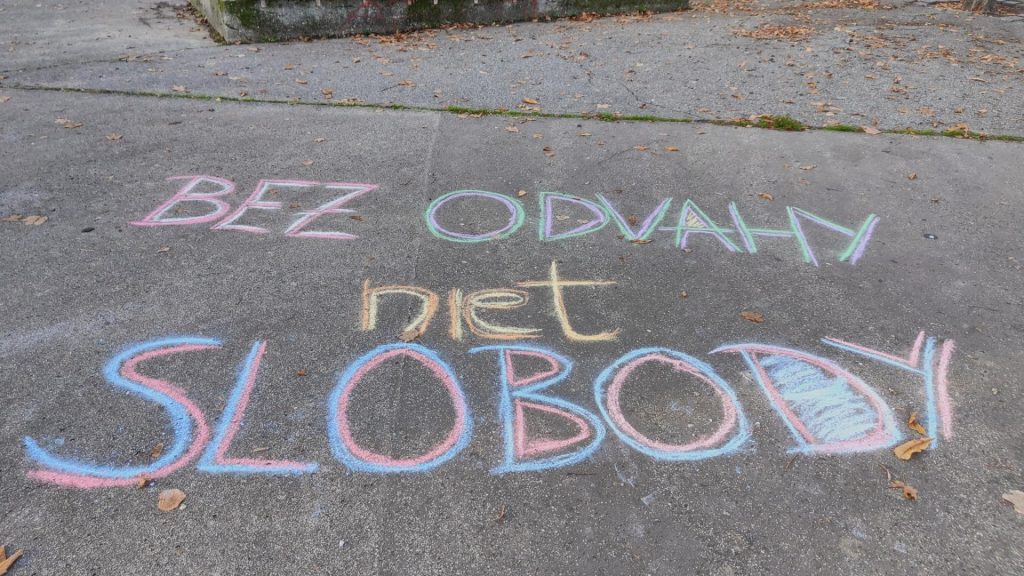 BEZ ODVAHY
niet
SLOBODY